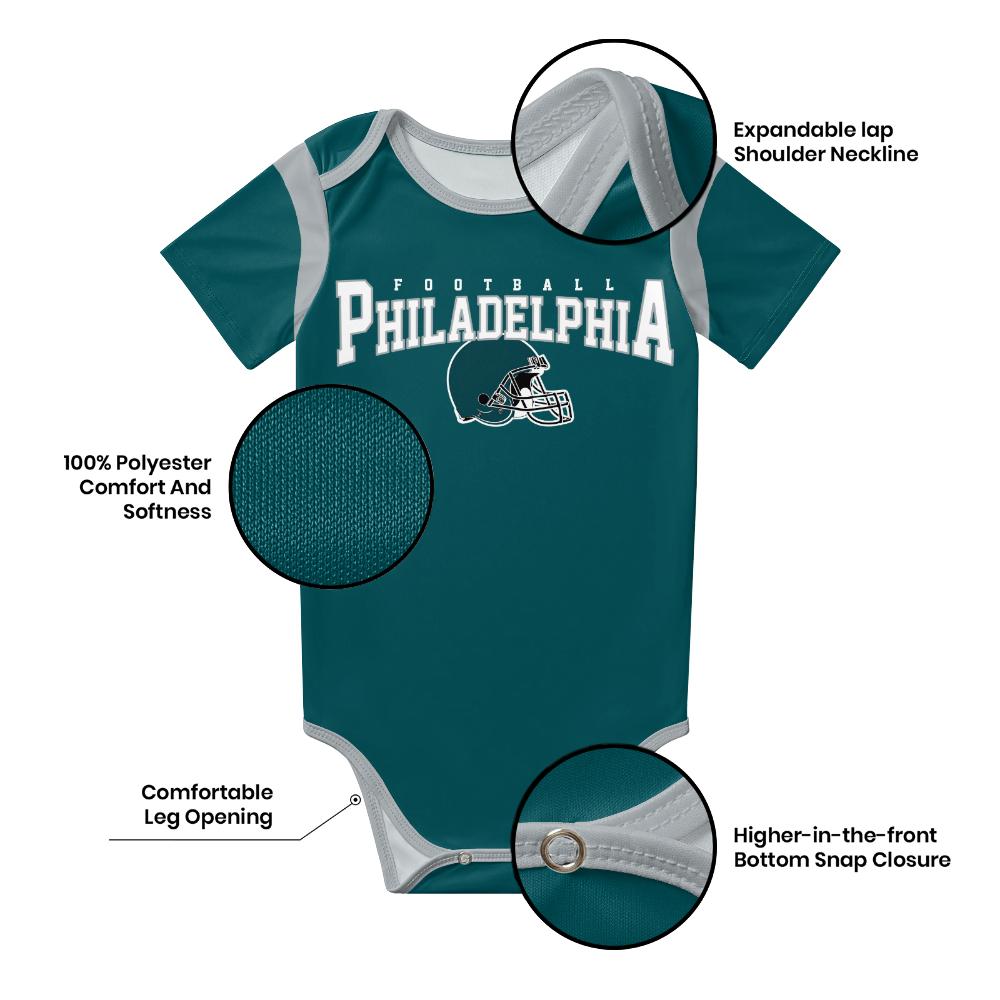 Expandable lap
Shoulder Neckline
FOOTBALL
PHILADELPHIA
100% Polyester
Comfort And
Softness
Comfortable
Leg Opening
Higher-in-the-front
Bottom Snap Closure